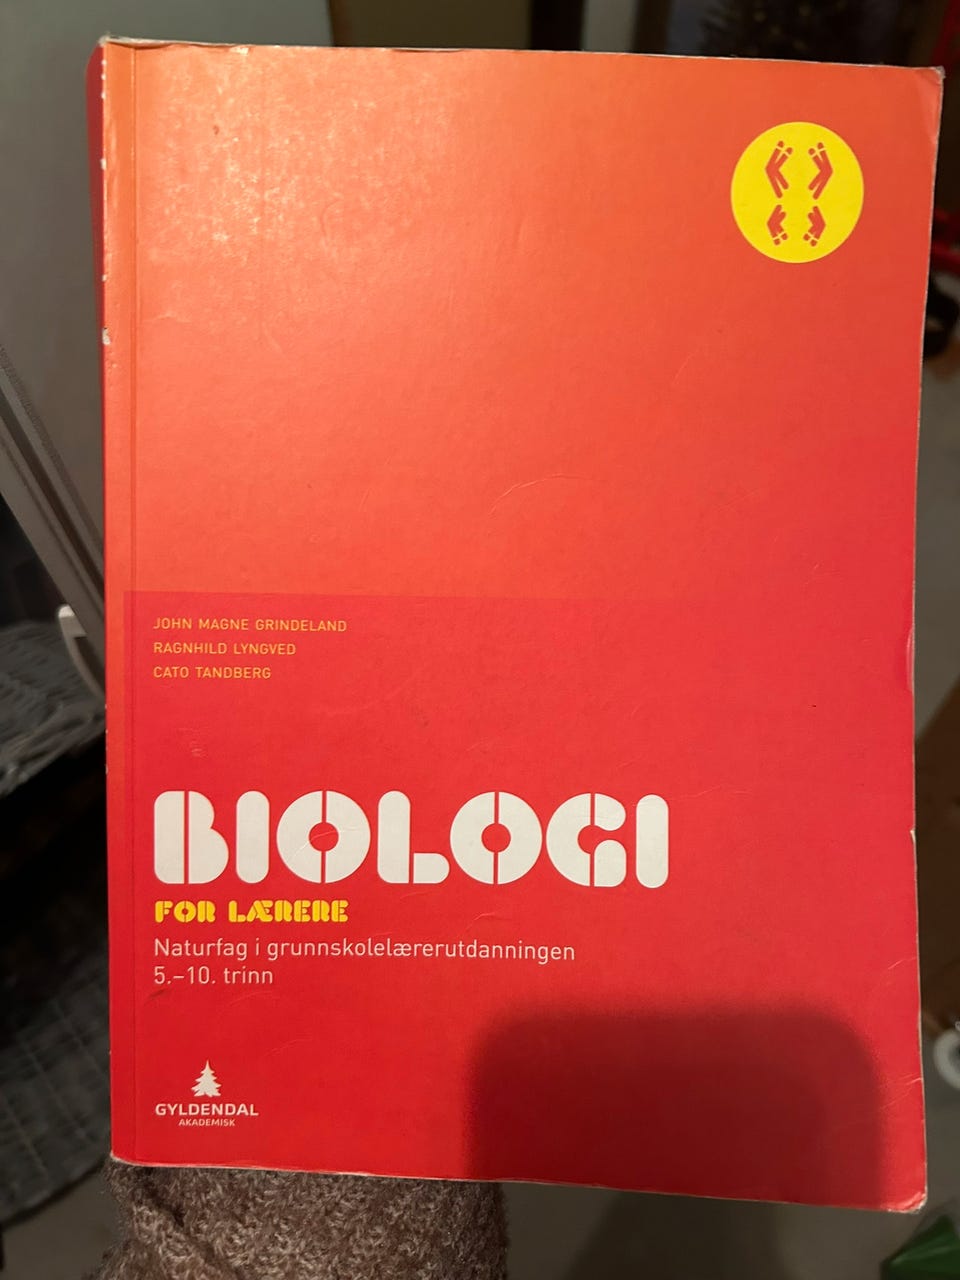 JOHN MAGNE GRINDELAND
RAGNHILD LYNGVED
CATO TANDBERG
BIOLOGI
FOR LÆRERE
Naturfag i grunnskolelærerutdanningen
5.–10. trinn
GYLDENDAL
AKADEMISK